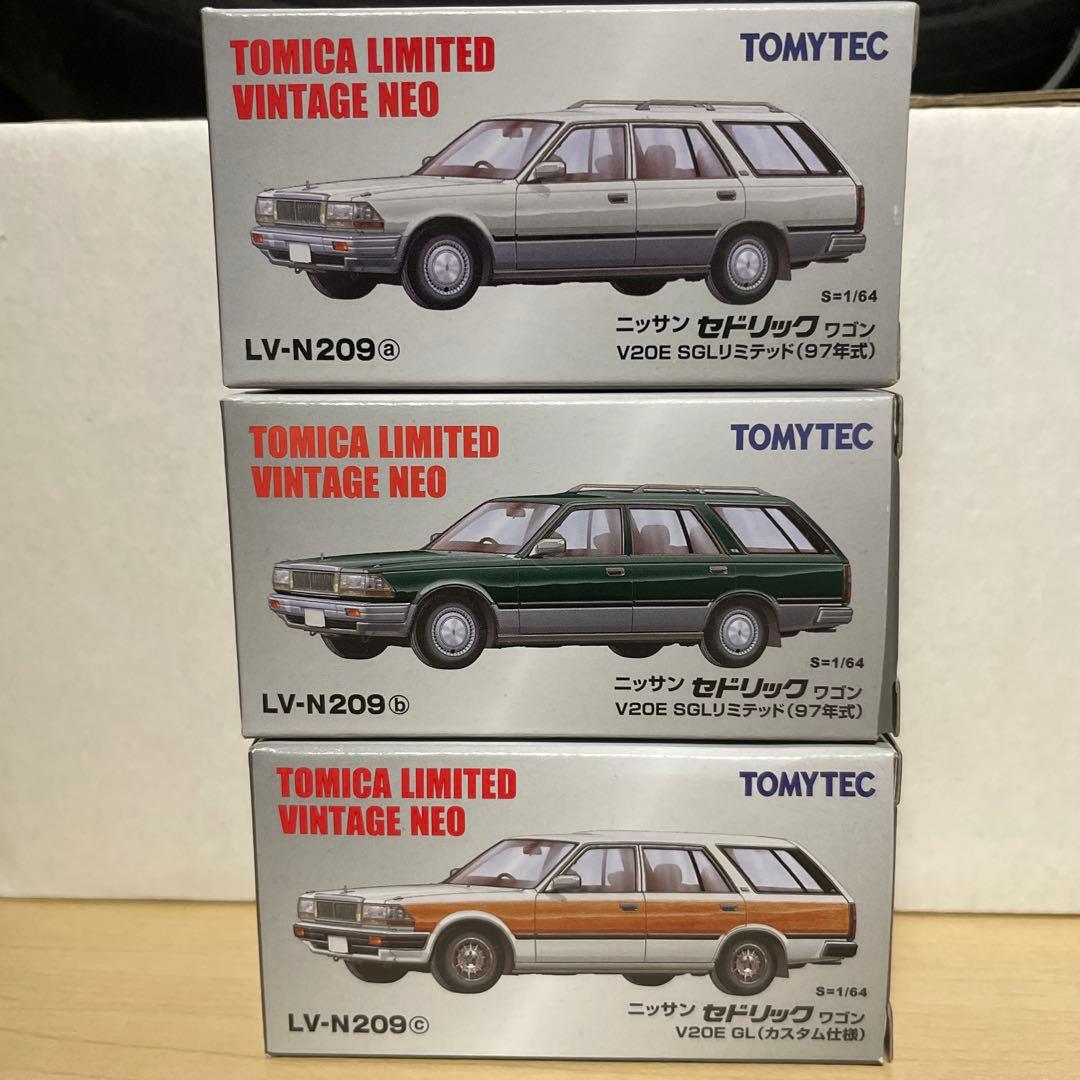 TOMICA LIMITED
VINTAGE NEO
TOMYTEC
S=1/64
ニッサン セドリック ワゴン
V20E SGLリミテッド(97年式)
LV-N209ⓐ
TOMICA LIMITED
VINTAGE NEO
TOMYTEC
S=1/64
ニッサン セドリック ワゴン
V20E SGLリミテッド(97年式)
LV-N209ⓑ
TOMICA LIMITED
VINTAGE NEO
TOMYTEC
S=1/64
ニッサン セドリック ワゴン
V20E GL(カスタム仕様)
LV-N209ⓒ